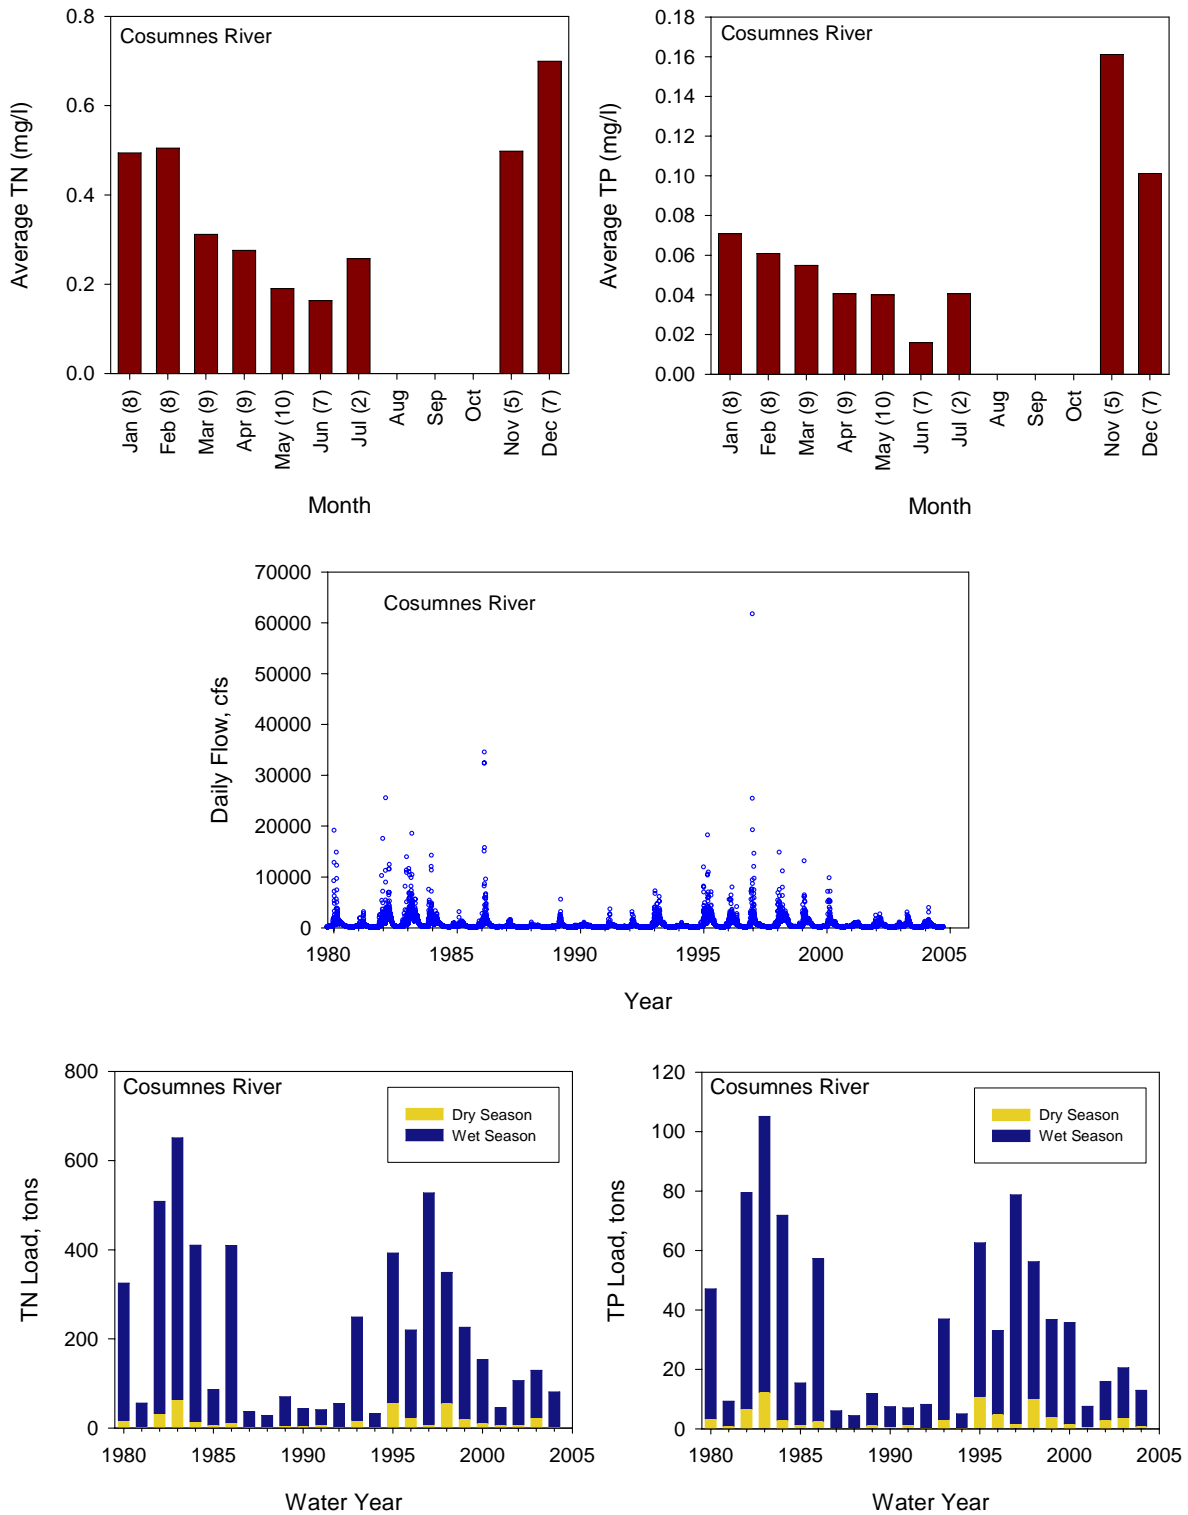 Cosumnes River
Average TN (mg/l)
0.8
0.6
0.4
0.2
0.0
Jan (8)
Feb (8)
Mar (9)
Apr (9)
May (10)
Jun (7)
Jul (2)
Aug
Sep
Oct
Nov (5)
Dec (7)
Month
Cosumnes River
Average TP (mg/l)
0.18
0.16
0.14
0.12
0.10
0.08
0.06
0.04
0.02
0.00
Jan (8)
Feb (8)
Mar (9)
Apr (9)
May (10)
Jun (7)
Jul (2)
Aug
Sep
Oct
Nov (5)
Dec (7)
Month
Cosumnes River
Daily Flow, cfs
70000
60000
50000
40000
30000
20000
10000
0
1980 1985 1990 1995 2000 2005
Year
Cosumnes River
Dry Season
Wet Season
TN Load, tons
800
600
400
200
0
1980 1985 1990 1995 2000 2005
Water Year
Cosumnes River
Dry Season
Wet Season
TP Load, tons
120
100
80
60
40
20
0
1980 1985 1990 1995 2000 2005
Water Year